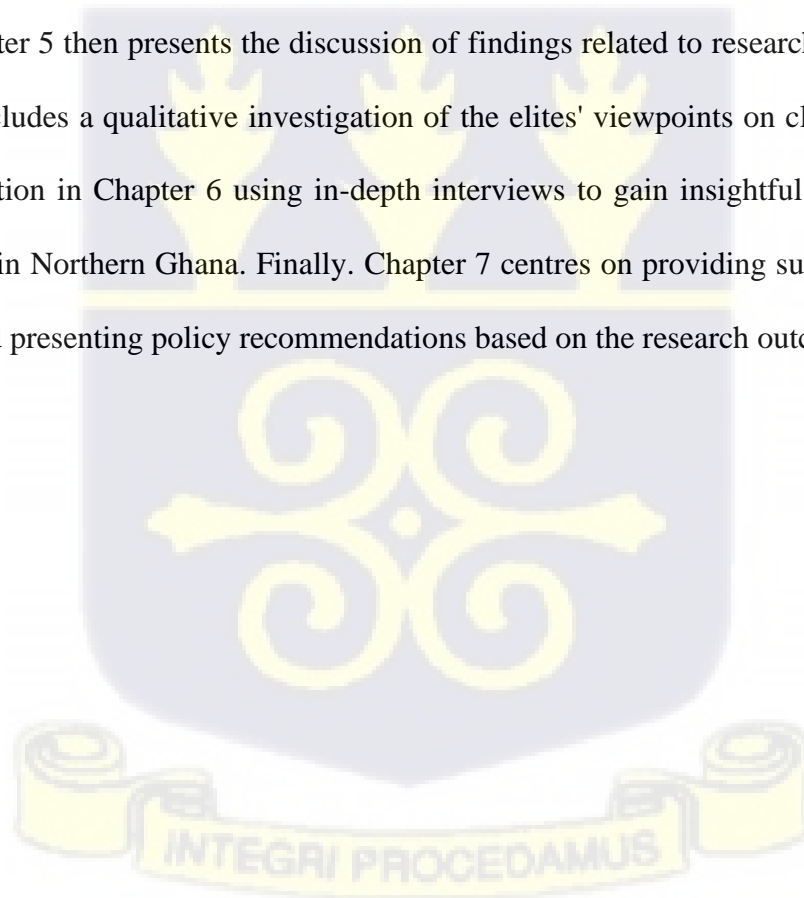 ter 5 then presents the discussion of findings related to research
cludes a qualitative investigation of the elites' viewpoints on cl
tion in Chapter 6 using in-depth interviews to gain insightful
in Northern Ghana. Finally. Chapter 7 centres on providing su
presenting policy recommendations based on the research outc
INTEGRI PROCEDAMUS